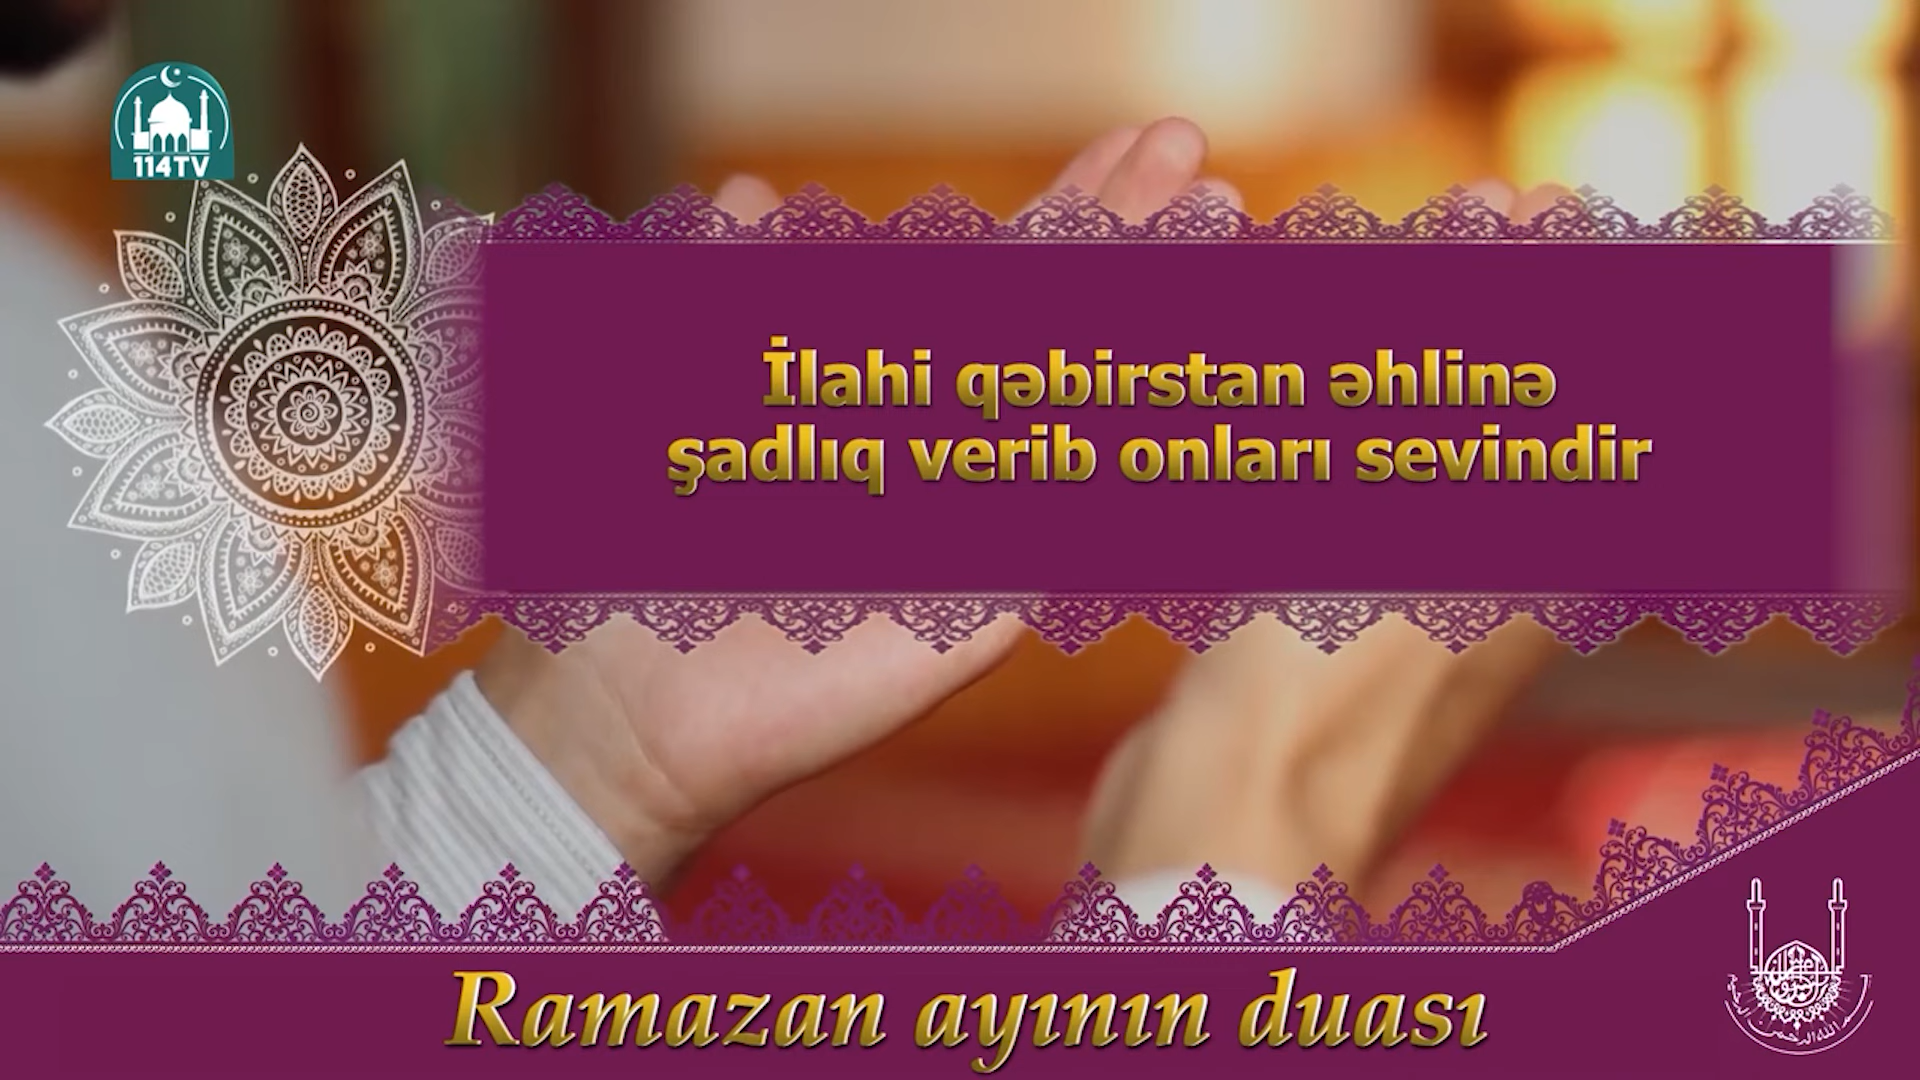 114TV
İlahi qəbirstan əhlinə
şadlıq verib onları sevindir
Ramazan ayının duası